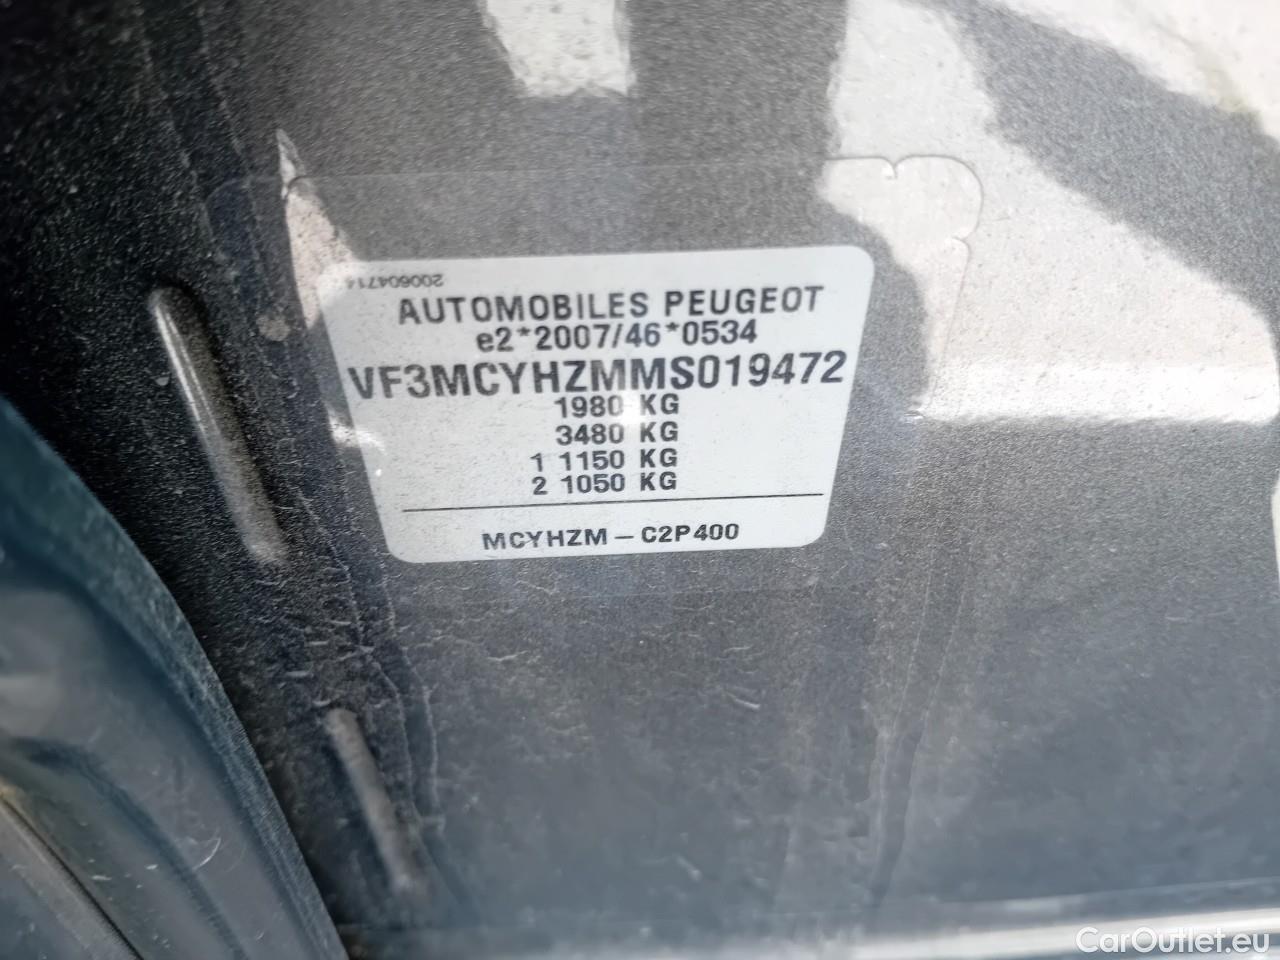 200604714
AUTOMOBILES PEUGEOT
e2*2007/46*0534
VF3MCYHZMMS019472
1980 KG
3480 KG
1 1150 KG
2 1050 KG
MCYHZM – C2P400
CarOutlet.eu